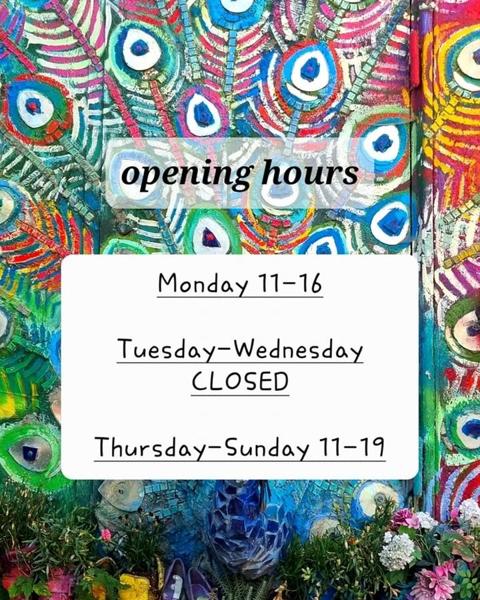 opening hours
Monday 11-16
Tuesday-Wednesday
CLOSED
Thursday-Sunday 11-19